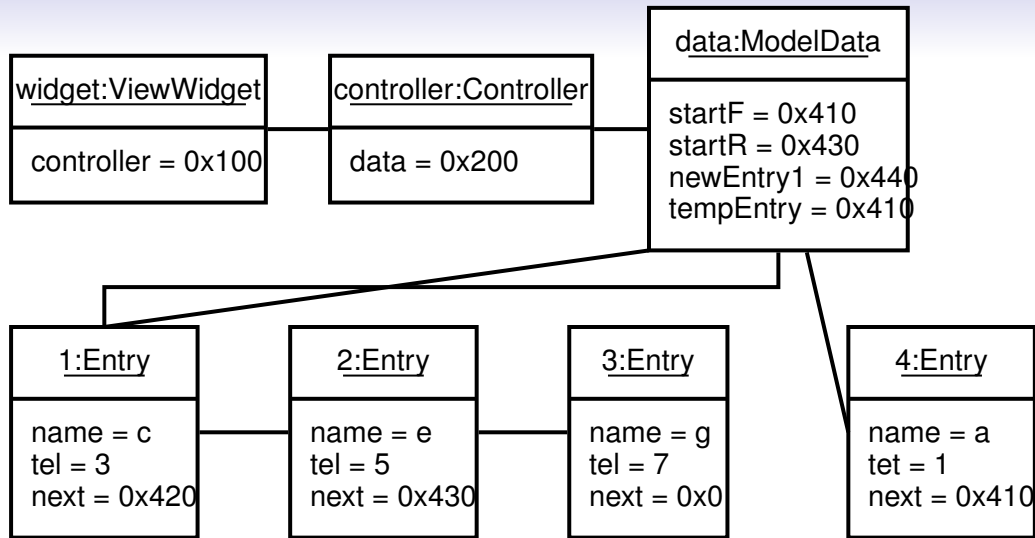 data:ModelData
widget:ViewWidget
controller:Controller
startF = 0x410
startR = 0x430
newEntry1 = 0x440
tempEntry = 0x410
controller = 0x100
data = 0x200
1:Entry
2:Entry
3:Entry
4:Entry
name = c
tel = 3
next = 0x420
name = e
tel = 5
next = 0x430
name = g
tel = 7
next = 0x0
name = a
tet = 1
next = 0x410